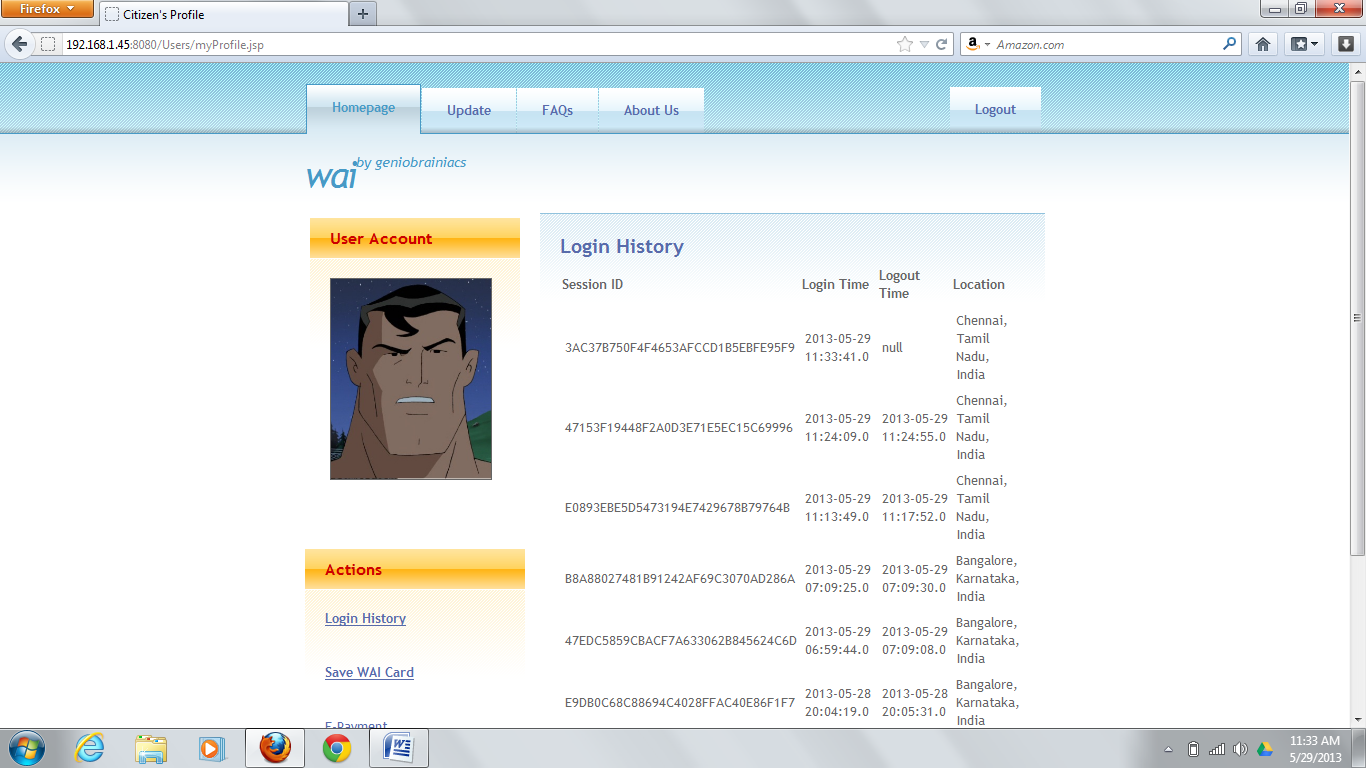 Firefox
Citizen's Profile
192.168.1.45:8080/Users/myProfile.jsp
Amazon.com
Homepage
Update
FAQs
About Us
Logout
wai
by geniobrainiacs
User Account
Actions
Login History
Save WAI Card
E-Payment
Login History
Session ID
Login Time
Logout
Time
Location
3AC37B750F4F4653AFCCD1B5EBFE95F9
2013-05-29
11:33:41.0
null
Chennai,
Tamil
Nadu,
India
47153F19448F2A0D3E71E5EC15C69996
2013-05-29
11:24:09.0
2013-05-29
11:24:55.0
Chennai,
Tamil
Nadu,
India
E0893EBE5D5473194E7429678B79764B
2013-05-29
11:13:49.0
2013-05-29
11:17:52.0
Chennai,
Tamil
Nadu,
India
B8A88027481B91242AF69C3070AD286A
2013-05-29
07:09:25.0
2013-05-29
07:09:30.0
Bangalore,
Karnataka,
India
47EDC5859CBACF7A633062B845624C6D
2013-05-29
06:59:44.0
2013-05-29
07:09:08.0
Bangalore,
Karnataka,
India
E9DB0C68C88694C4028FFAC40E86F1F7
2013-05-28
20:04:19.0
2013-05-28
20:05:31.0
Bangalore,
Karnataka,
India
11:33 AM
5/29/2013